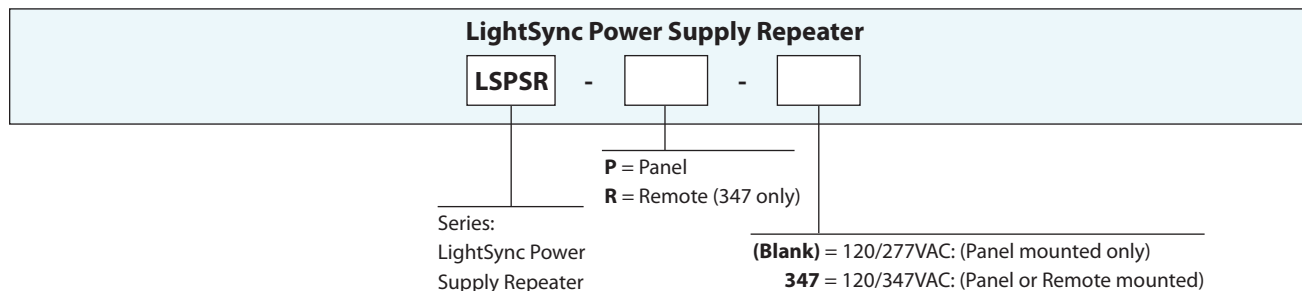 LightSync Power Supply Repeater
LSPSR - -
P = Panel
R = Remote (347 only)
Series:
LightSync Power
Supply Repeater
(Blank) = 120/277VAC: (Panel mounted only)
347 = 120/347VAC: (Panel or Remote mounted)